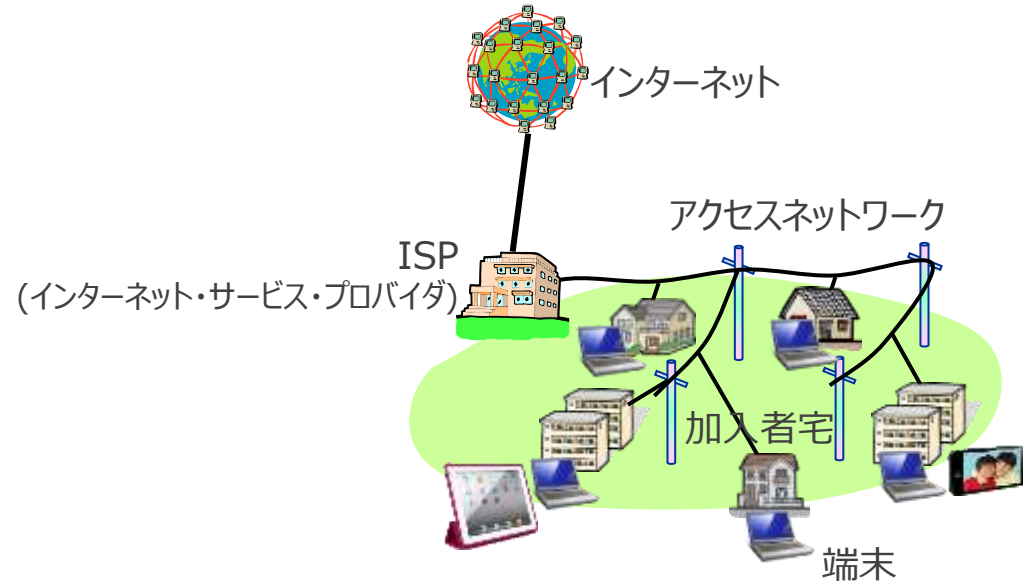 インターネット
アクセスネットワーク
ISP
(インターネット・サービス・プロバイダ)
加入者宅
端末